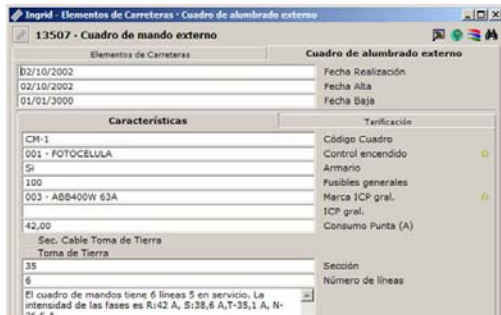 Ingrid - Elementos de Carreteras - Cuadro de alumbrado externo
13507 - Cuadro de mando externo
Elementos de Carreteras Cuadro de alumbrado externo
02/10/2002 Fecha Realización
02/10/2002 Fecha Alta
01/01/3000 Fecha Baja
Características Tarificación
CM-1 Código Cuadro
001 - FOTOCELULA Control encendido
Si Armario
100 Fusibles generales
003 - ABB400W 63A Marca ICP gral.
ICP gral.
42,00 Consumo Punta (A)
Sec. Cable Toma de Tierra
Toma de Tierra
35 Sección
6 Número de líneas
El cuadro de mandos tiene 6 líneas 5 en servicio. La
intensidad de las fases es R:42 A, S:38,6 A,T-35,1 A, N-